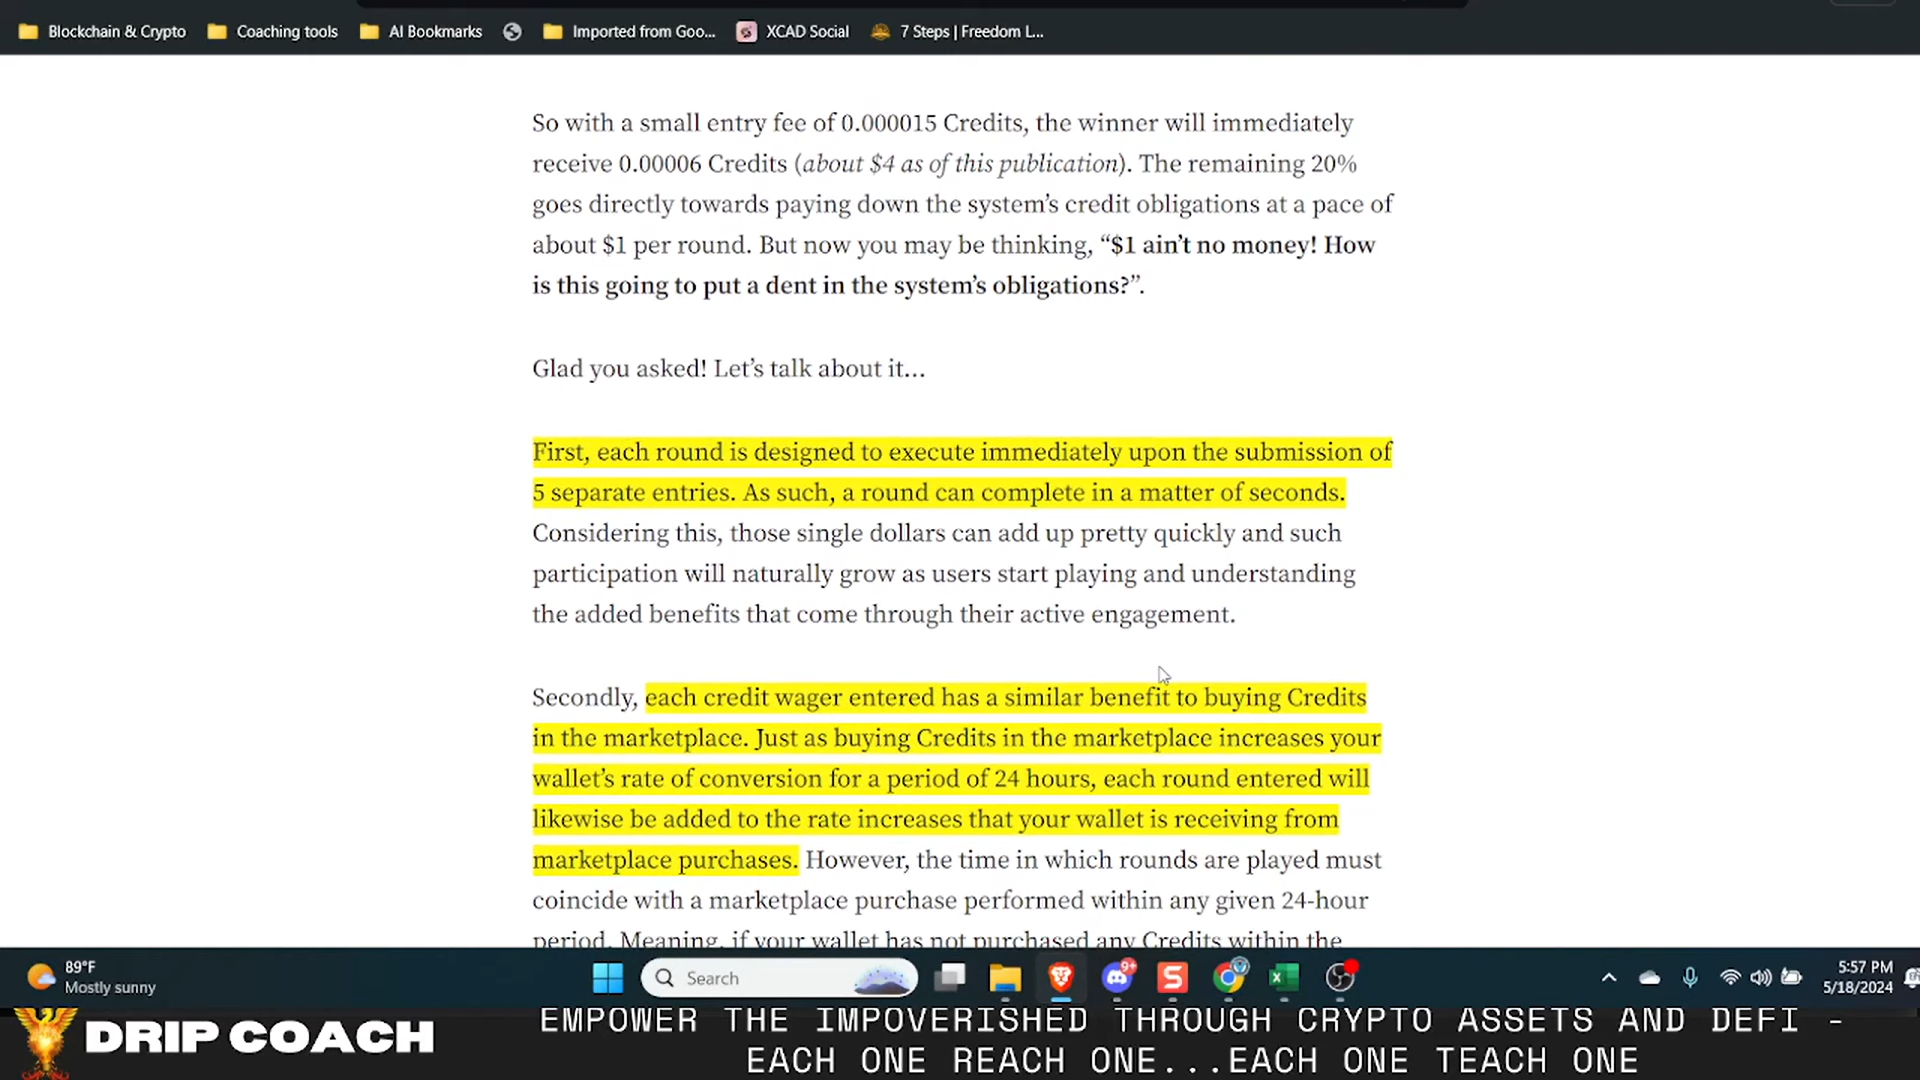 Blockchain & Crypto Coaching tools AI Bookmarks Imported from Goo... XCAD Social 7 Steps | Freedom L...
So with a small entry fee of 0.000015 Credits, the winner will immediately
receive 0.00006 Credits (about $4 as of this publication). The remaining 20%
goes directly towards paying down the system’s credit obligations at a pace of
about $1 per round. But now you may be thinking, “$1 ain’t no money! How
is this going to put a dent in the system’s obligations?”.
Glad you asked! Let’s talk about it…
First, each round is designed to execute immediately upon the submission of
5 separate entries. As such, a round can complete in a matter of seconds.
Considering this, those single dollars can add up pretty quickly and such
participation will naturally grow as users start playing and understanding
the added benefits that come through their active engagement.
Secondly, each credit wager entered has a similar benefit to buying Credits
in the marketplace. Just as buying Credits in the marketplace increases your
wallet’s rate of conversion for a period of 24 hours, each round entered will
likewise be added to the rate increases that your wallet is receiving from
marketplace purchases. However, the time in which rounds are played must
coincide with a marketplace purchase performed within any given 24-hour
period. Meaning, if your wallet has not purchased any Credits within the
89°F
Mostly sunny
Search
9+
5:57 PM
5/18/2024
DRIP COACH
EMPOWER THE IMPOVERISHED THROUGH CRYPTO ASSETS AND DEFI -
EACH ONE REACH ONE...EACH ONE TEACH ONE